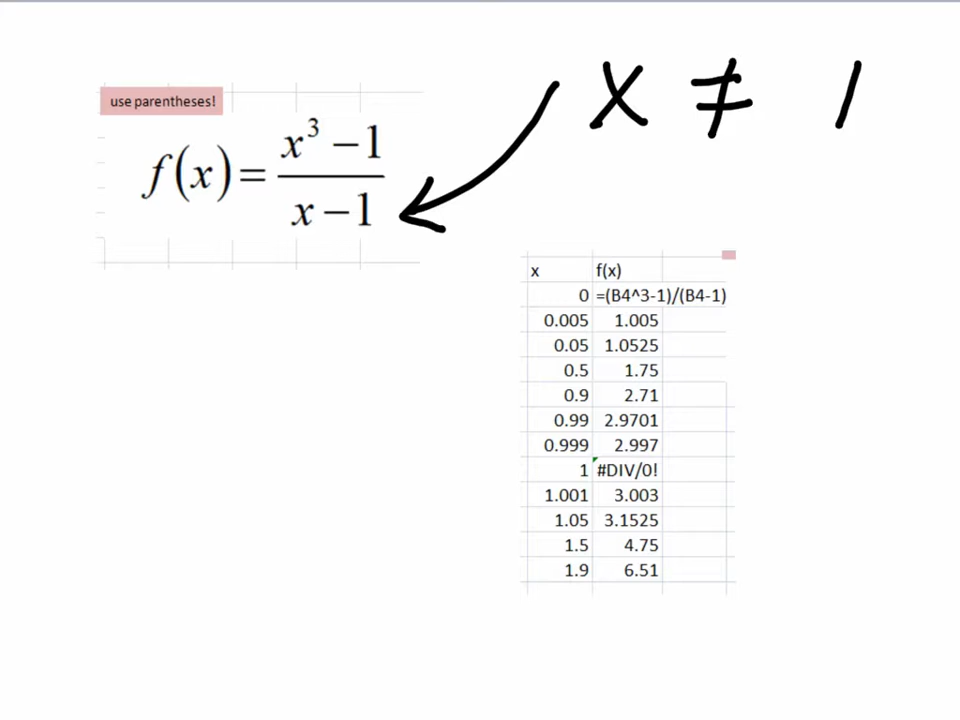 x ≠ 1
use parentheses!
f(x) = (x³ − 1)/(x − 1)
x f(x)
0 =(B4^3-1)/(B4-1)
0.005 1.005
0.05 1.0525
0.5 1.75
0.9 2.71
0.99 2.9701
0.999 2.997
1 #DIV/0!
1.001 3.003
1.05 3.1525
1.5 4.75
1.9 6.51